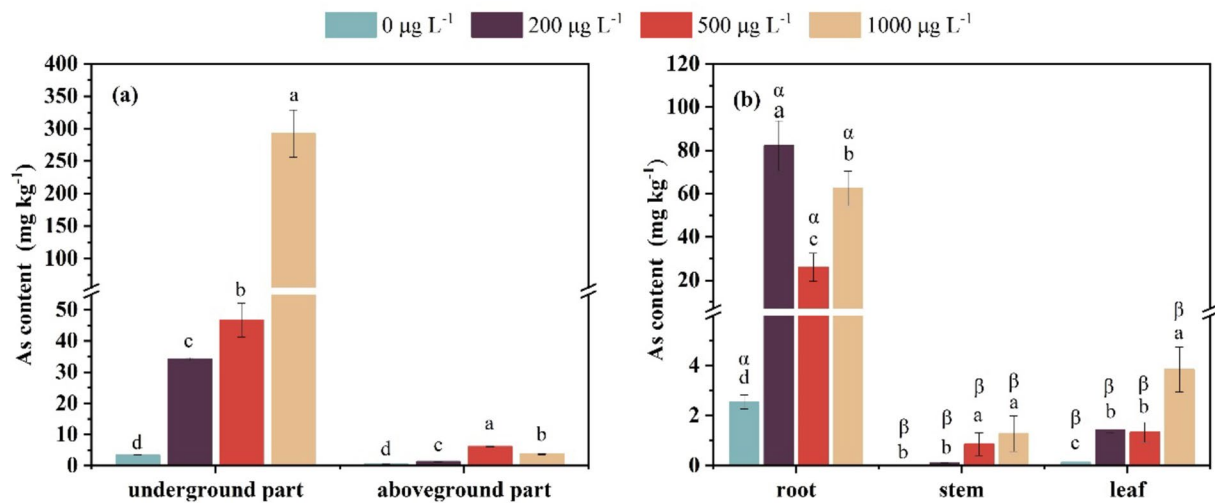 0 μg L⁻¹ 200 μg L⁻¹ 500 μg L⁻¹ 1000 μg L⁻¹
(a)
As content (mg kg⁻¹)
400
350
300
250
200
150
100
50
40
30
20
10
0
d c b a
d c a b
underground part aboveground part
(b)
As content (mg kg⁻¹)
120
100
80
60
40
20
4
2
0
α α α α
d a c b
β β β β
b b a a
β β β β
c b b a
root stem leaf